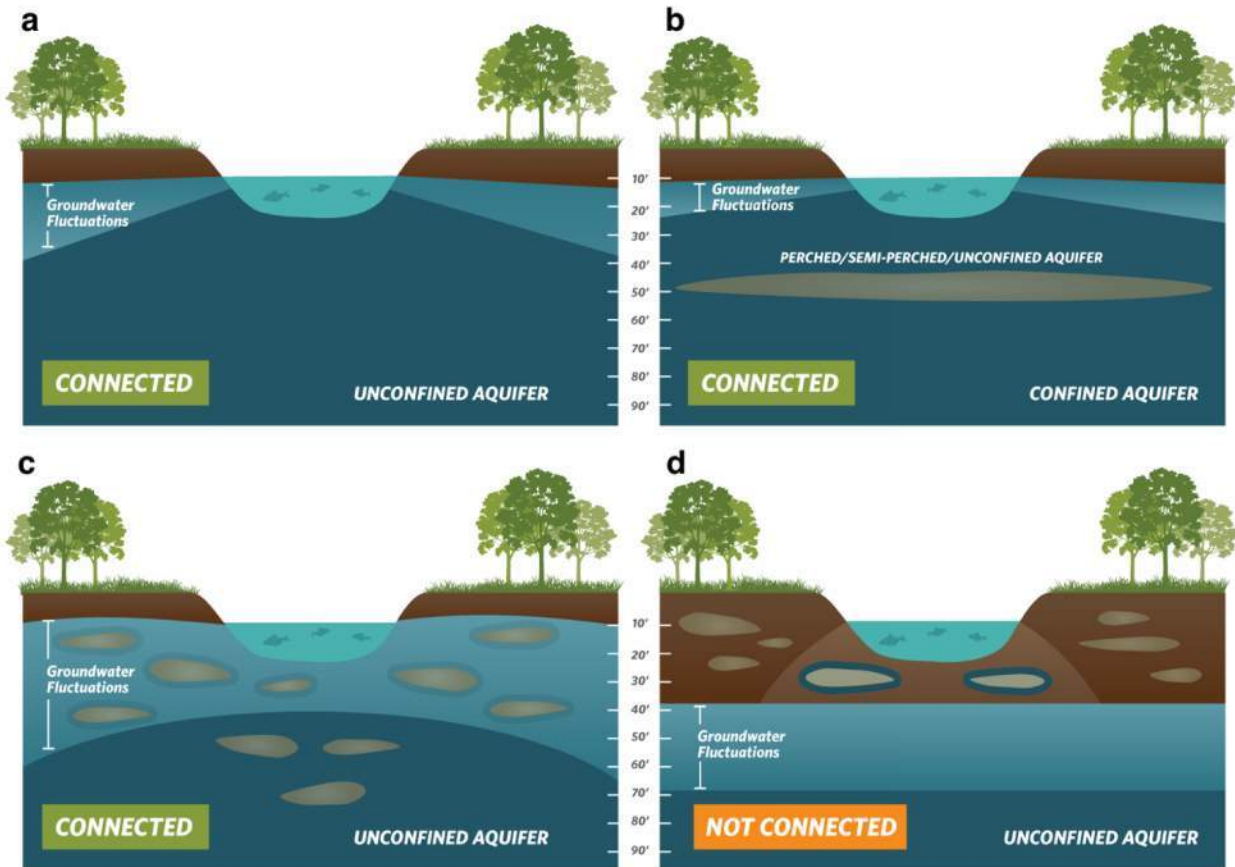 a
Groundwater
Fluctuations
CONNECTED
UNCONFINED AQUIFER
10'
20'
30'
40'
50'
60'
70'
80'
90'
b
Groundwater
Fluctuations
PERCHED/SEMI-PERCHED/UNCONFINED AQUIFER
CONNECTED
CONFINED AQUIFER
c
Groundwater
Fluctuations
CONNECTED
UNCONFINED AQUIFER
10'
20'
30'
40'
50'
60'
70'
80'
90'
d
Groundwater
Fluctuations
NOT CONNECTED
UNCONFINED AQUIFER